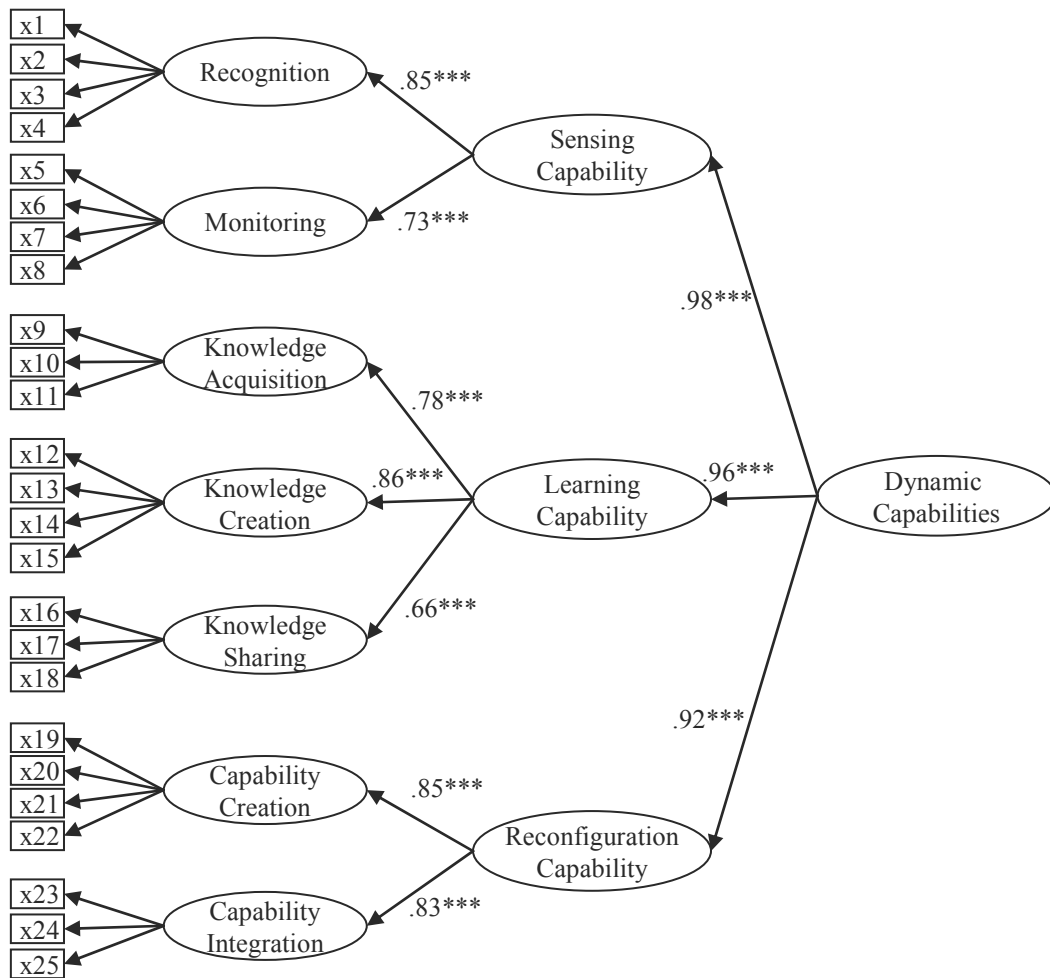 x1
x2
x3
x4
Recognition
.85***
Sensing
Capability
x5
x6
x7
x8
Monitoring
.73***
.98***
x9
x10
x11
Knowledge
Acquisition
.78***
x12
x13
x14
x15
Knowledge
Creation
.86***
Learning
Capability
.96***
Dynamic
Capabilities
x16
x17
x18
Knowledge
Sharing
.66***
.92***
x19
x20
x21
x22
Capability
Creation
.85***
Reconfiguration
Capability
x23
x24
x25
Capability
Integration
.83***